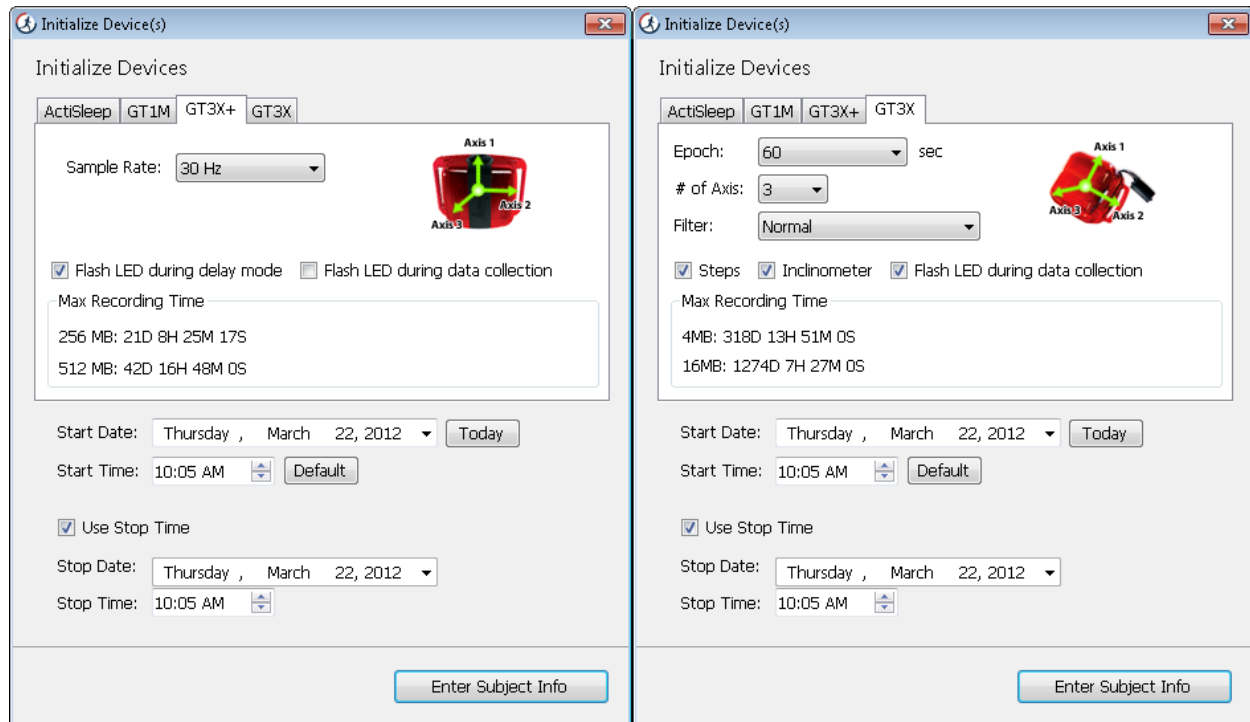 Initialize Device(s)
Initialize Devices
ActiSleep GT1M GT3X+ GT3X
Sample Rate: 30 Hz
Axis 1
Axis 2
Axis 3
Flash LED during delay mode Flash LED during data collection
Max Recording Time
256 MB: 21D 8H 25M 17S
512 MB: 42D 16H 48M 0S
Start Date: Thursday , March 22, 2012 Today
Start Time: 10:05 AM Default
Use Stop Time
Stop Date: Thursday , March 22, 2012
Stop Time: 10:05 AM
Enter Subject Info
Initialize Device(s)
Initialize Devices
ActiSleep GT1M GT3X+ GT3X
Epoch: 60 sec
# of Axis: 3
Filter: Normal
Axis 1
Axis 3 Axis 2
Steps Inclinometer Flash LED during data collection
Max Recording Time
4MB: 318D 13H 51M 0S
16MB: 1274D 7H 27M 0S
Start Date: Thursday , March 22, 2012 Today
Start Time: 10:05 AM Default
Use Stop Time
Stop Date: Thursday , March 22, 2012
Stop Time: 10:05 AM
Enter Subject Info